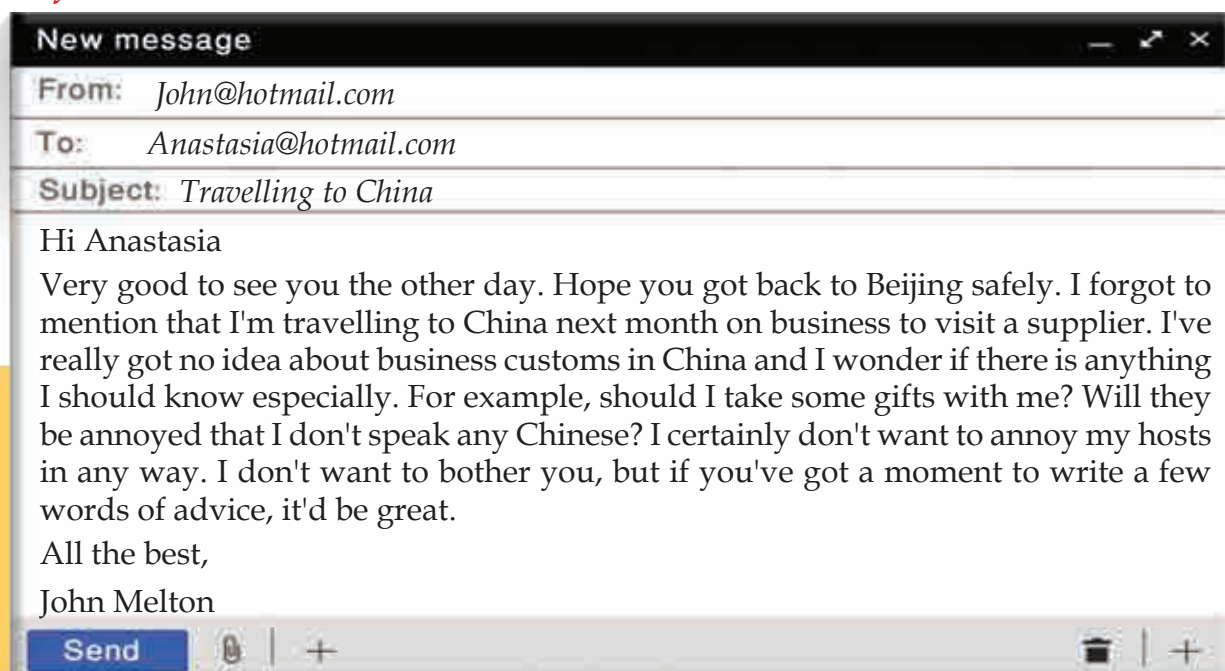 New message
From: John@hotmail.com
To: Anastasia@hotmail.com
Subject: Travelling to China
Hi Anastasia
Very good to see you the other day. Hope you got back to Beijing safely. I forgot to
mention that I'm travelling to China next month on business to visit a supplier. I've
really got no idea about business customs in China and I wonder if there is anything
I should know especially. For example, should I take some gifts with me? Will they
be annoyed that I don't speak any Chinese? I certainly don't want to annoy my hosts
in any way. I don't want to bother you, but if you've got a moment to write a few
words of advice, it'd be great.
All the best,
John Melton
Send